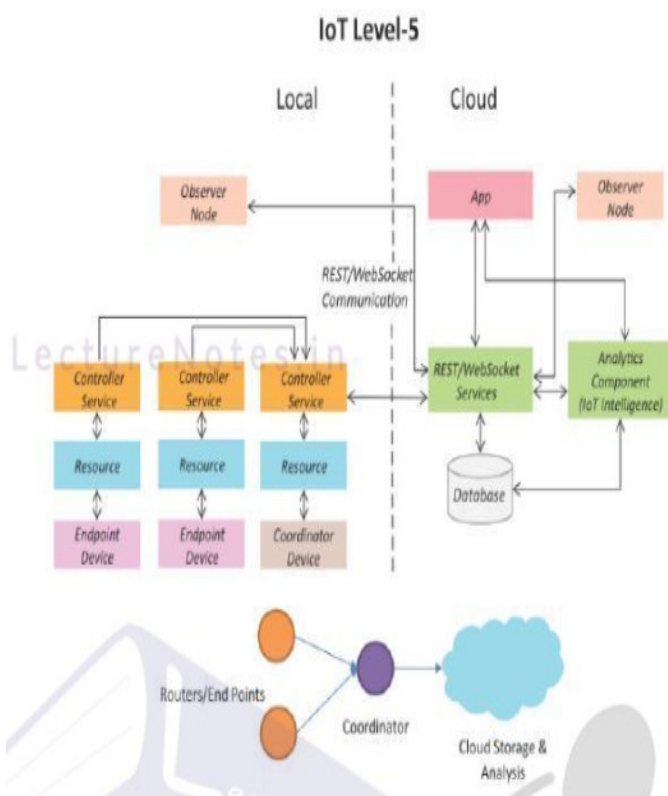 IoT Level-5
Local
Cloud
Observer
Node
App
Observer
Node
REST/WebSocket
Communication
LectureNotes.in
Controller
Service
Controller
Service
Controller
Service
REST/WebSocket
Services
Analytics
Component
(IoT Intelligence)
Resource
Resource
Resource
Database
Endpoint
Device
Endpoint
Device
Coordinator
Device
Routers/End Points
Coordinator
Cloud Storage &
Analysis